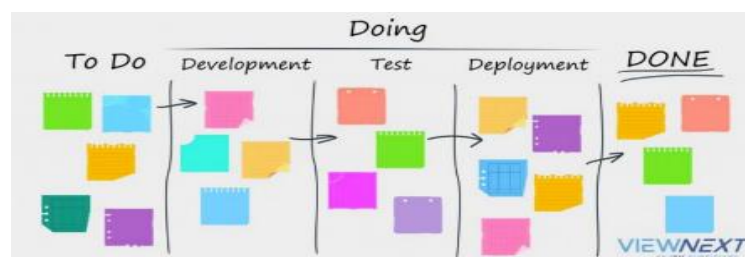 Doing
To Do
Development
Test
Deployment
DONE
VIEWNEXT